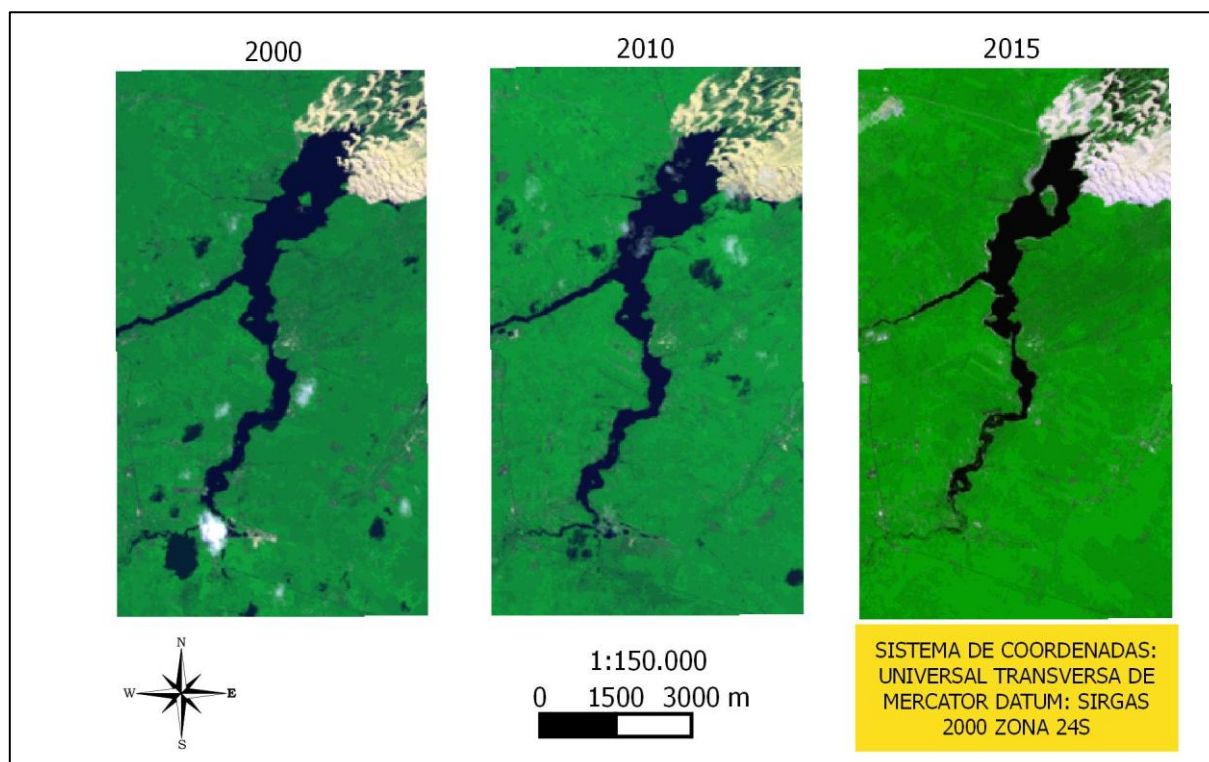 2000
2010
2015
N
W
E
S
1:150.000
0 1500 3000 m
SISTEMA DE COORDENADAS:
UNIVERSAL TRANSVERSA DE
MERCATOR DATUM: SIRGAS
2000 ZONA 24S